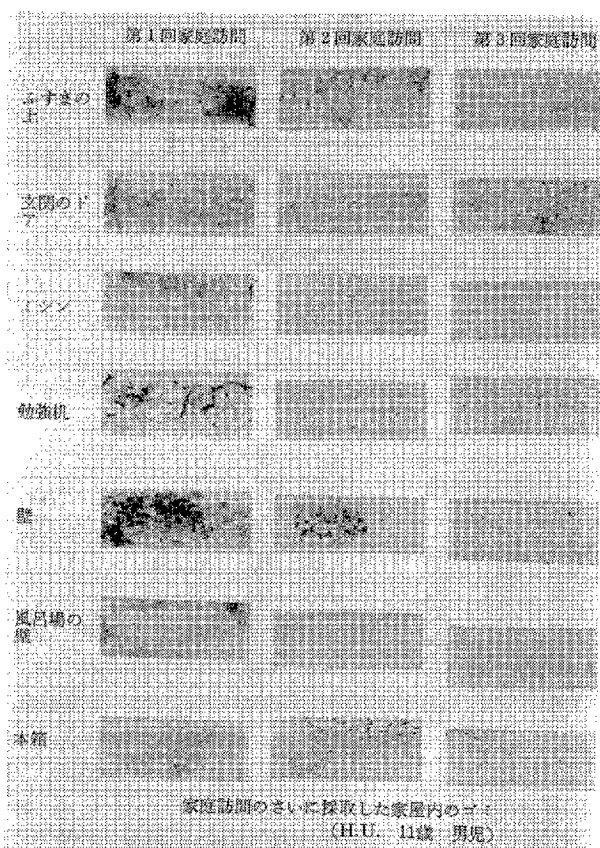 第1回家庭訪問
第2回家庭訪問
第3回家庭訪問
ふすまの
上
玄関のド
ア
ミシン
勉強机
壁
風呂場の
壁
本箱
家庭訪問のさいに採取した家屋内のゴミ
(H.U. 11歳 男児)